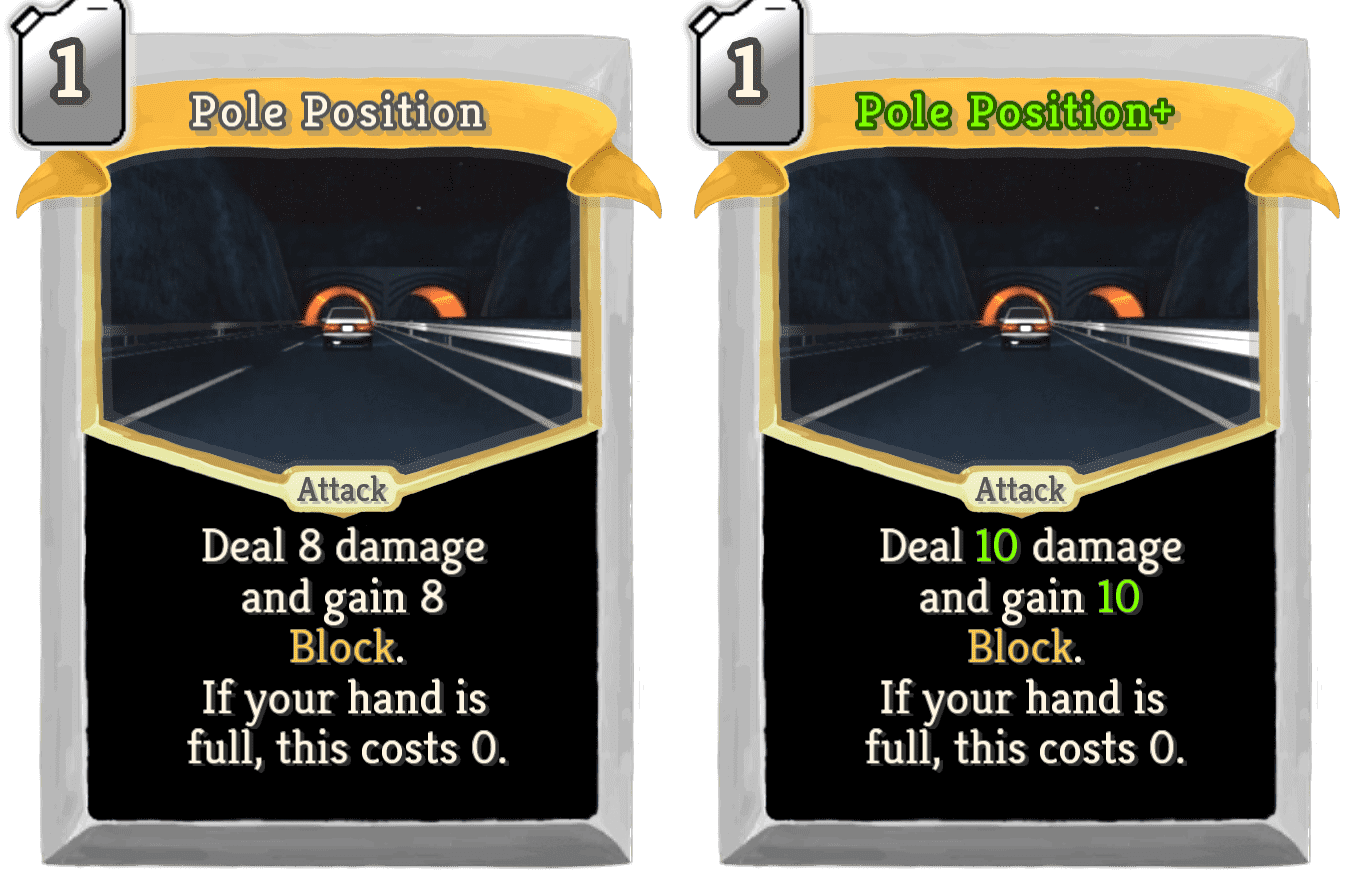 1
Pole Position
Attack
Deal 8 damage
and gain 8
Block.
If your hand is
full, this costs 0.
1
Pole Position+
Attack
Deal 10 damage
and gain 10
Block.
If your hand is
full, this costs 0.